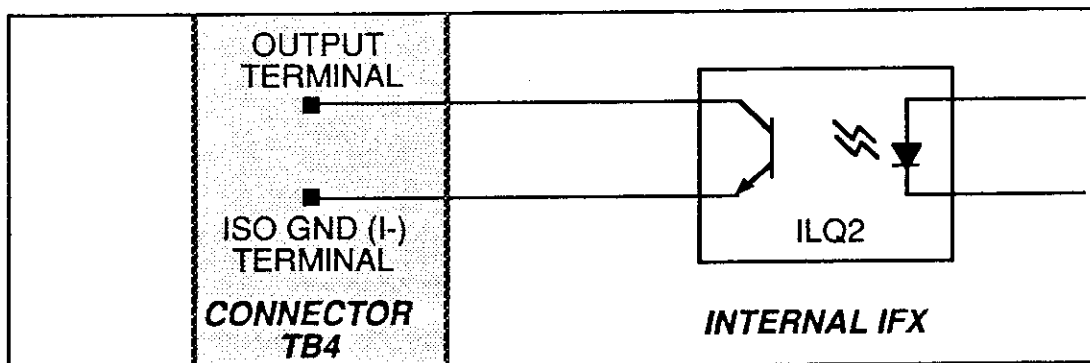 OUTPUT
TERMINAL
ISO GND (I-)
TERMINAL
CONNECTOR
TB4
ILQ2
INTERNAL IFX